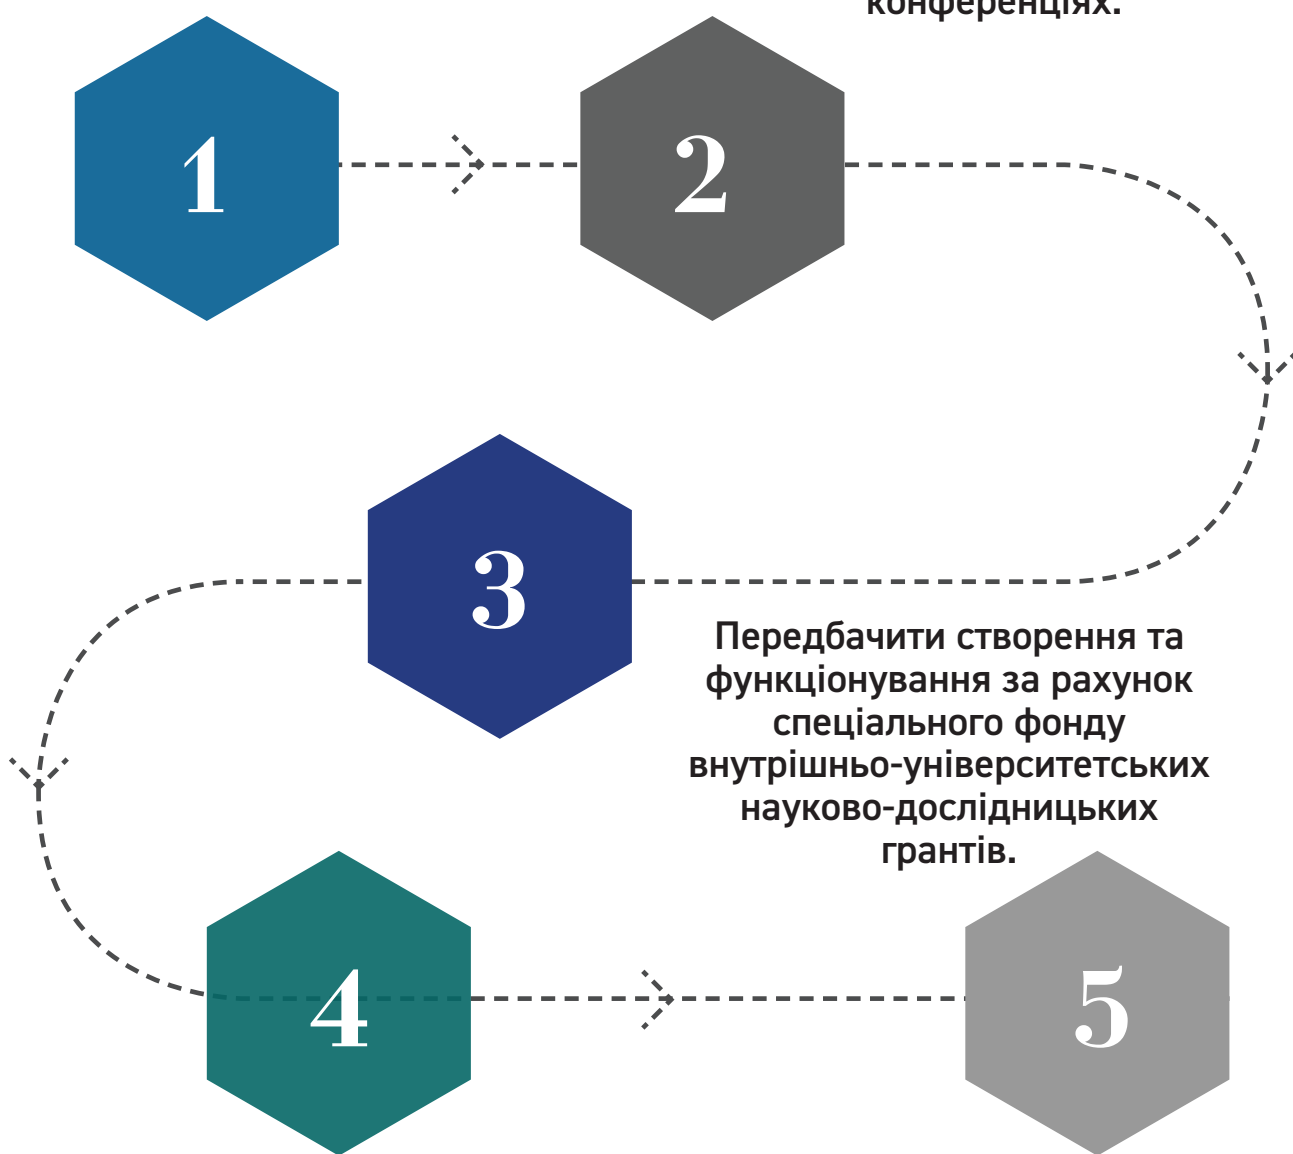 конференціях.
1
2
3
Передбачити створення та
функціонування за рахунок
спеціального фонду
внутрішньо-університетських
науково-дослідницьких
грантів.
4
5